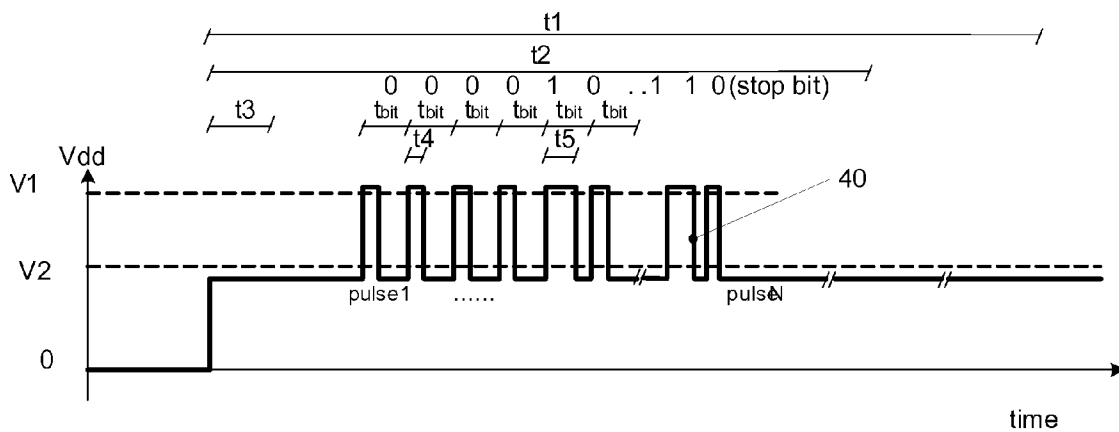 t1
t2
0 0 0 0 1 0 ..1 1 0(stop bit)
tbit tbit tbit tbit tbit tbit
t3
t4 t5
Vdd
V1
40
V2
pulse1 ...... pulseN
0
time